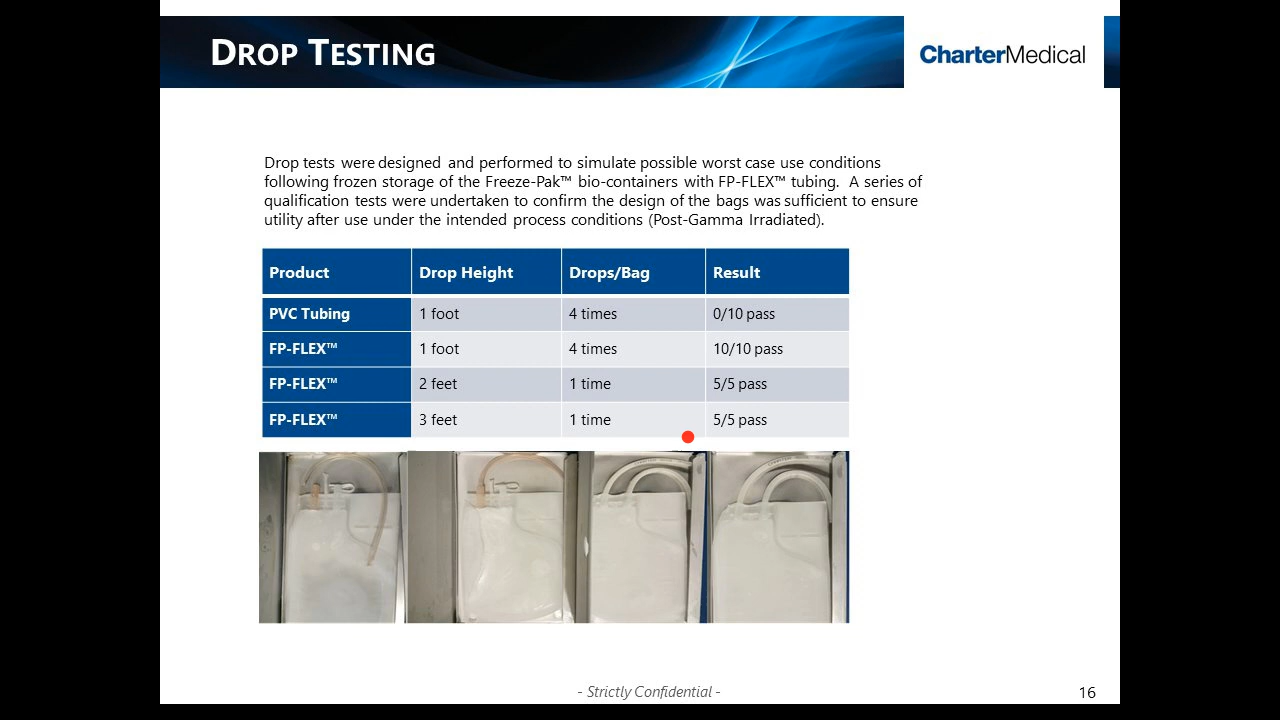 DROP TESTING
CharterMedical
Drop tests were designed and performed to simulate possible worst case use conditions
following frozen storage of the Freeze-Pak™ bio-containers with FP-FLEX™ tubing. A series of
qualification tests were undertaken to confirm the design of the bags was sufficient to ensure
utility after use under the intended process conditions (Post-Gamma Irradiated).
Product Drop Height Drops/Bag Result
PVC Tubing 1 foot 4 times 0/10 pass
FP-FLEX™ 1 foot 4 times 10/10 pass
FP-FLEX™ 2 feet 1 time 5/5 pass
FP-FLEX™ 3 feet 1 time 5/5 pass
- Strictly Confidential -
16